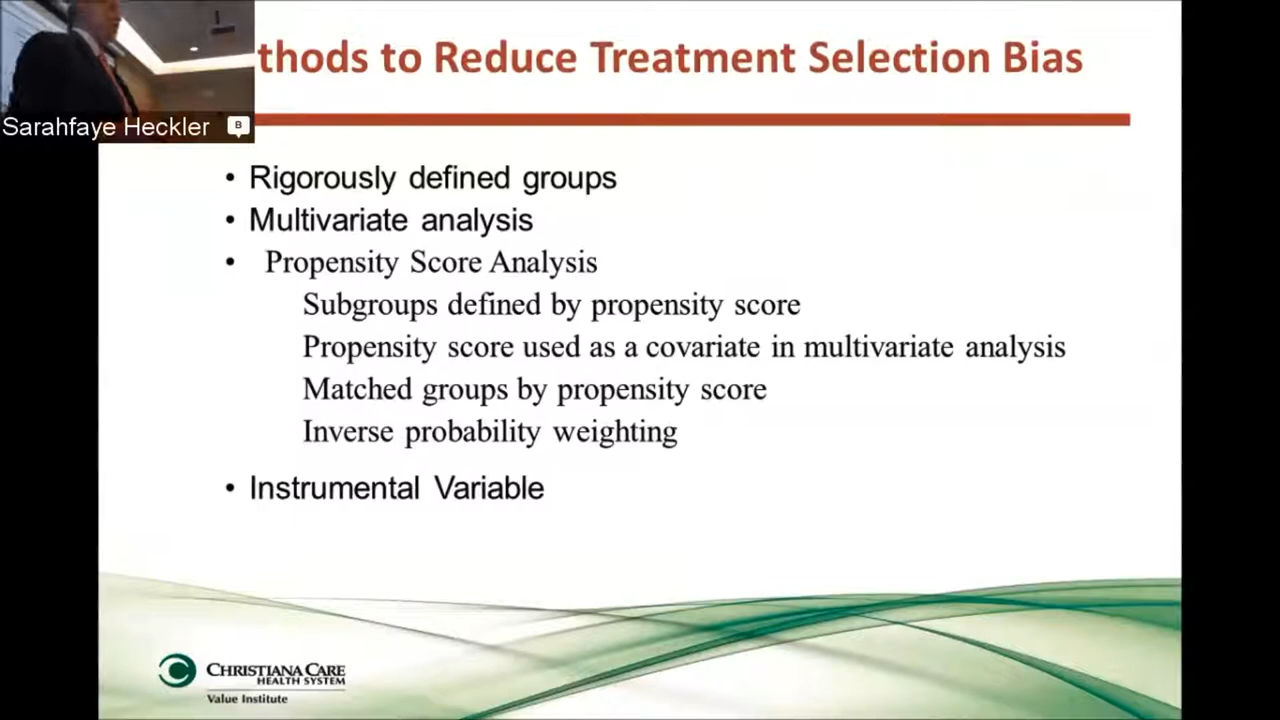 thods to Reduce Treatment Selection Bias
Sarahfaye Heckler B
• Rigorously defined groups
• Multivariate analysis
• Propensity Score Analysis
Subgroups defined by propensity score
Propensity score used as a covariate in multivariate analysis
Matched groups by propensity score
Inverse probability weighting
• Instrumental Variable
CHRISTIANA CARE
HEALTH SYSTEM
Value Institute